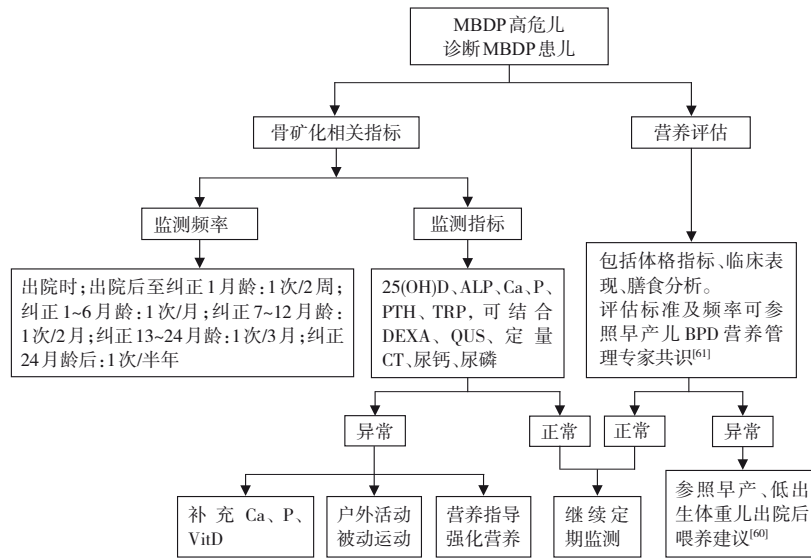 MBDP高危儿
诊断MBDP患儿
骨矿化相关指标
营养评估
监测频率
监测指标
出院时；出院后至纠正1月龄：1次/2周；
纠正1~6月龄：1次/月；纠正7~12月龄：
1次/2月；纠正13~24月龄：1次/3月；纠正
24月龄后：1次/半年
25(OH)D、ALP、Ca、P、
PTH、TRP，可结合
DEXA、QUS、定量
CT、尿钙、尿磷
包括体格指标、临床表
现、膳食分析。
评估标准及频率可参
照早产儿BPD营养管
理专家共识[61]
异常
正常
正常
异常
补充Ca、P、
VitD
户外活动
被动运动
营养指导
强化营养
继续定
期监测
参照早产、低出
生体重儿出院后
喂养建议[60]